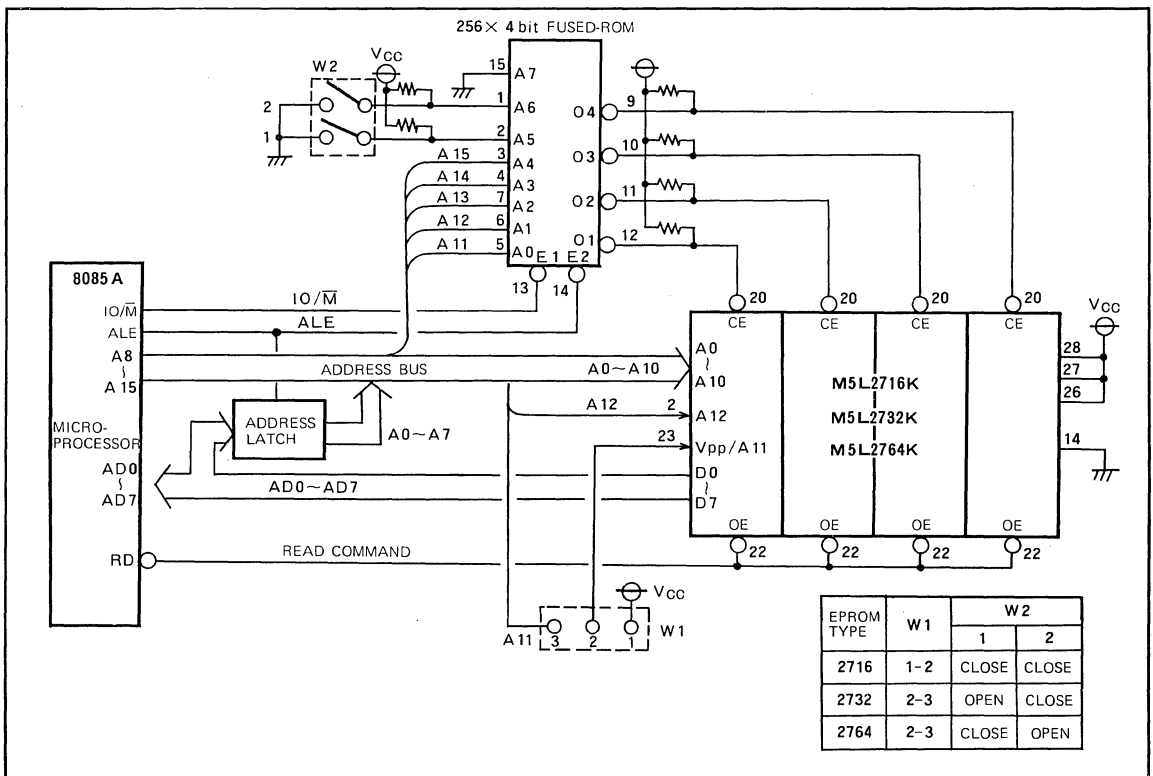 256× 4 bit FUSED-ROM
W2
VCC
15
A7
1
A6
2
A5
2
1
A15 3 A4
A14 4 A3
A13 7 A2
A12 6 A1
A11 5 A0
E1 E2
13 14
O4 9
O3 10
O2 11
O1 12
8085A
IO/M̅
ALE
A8
~
A15
MICRO-
PROCESSOR
AD0
~
AD7
RD
IO/M̅
ALE
ADDRESS BUS
A0~A10
ADDRESS
LATCH
A0~A7
AD0~AD7
READ COMMAND
A12 2
23
20 20 20 20
CE CE CE CE
A0
~
A10
A12
Vpp/A11
D0
~
D7
M5L2716K
M5L2732K
M5L2764K
OE OE OE OE
22 22 22 22
VCC
28
27
26
14
VCC
A11
3 2 1
W1
EPROM TYPE W1 W2
1 2
2716 1-2 CLOSE CLOSE
2732 2-3 OPEN CLOSE
2764 2-3 CLOSE OPEN